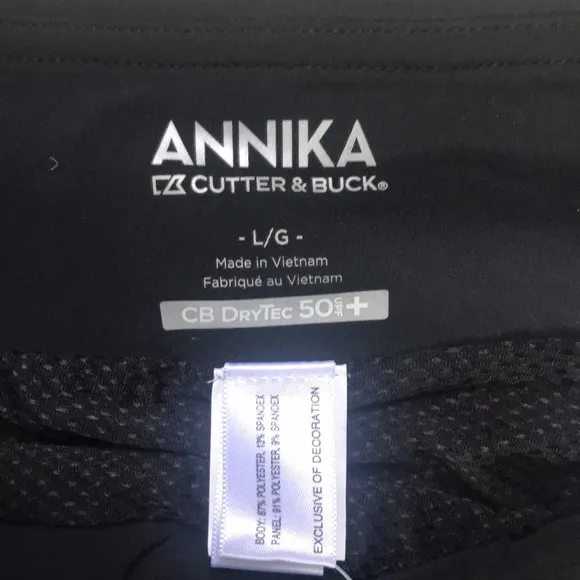 ANNIKA
CUTTER & BUCK®
- L/G -
Made in Vietnam
Fabriqué au Vietnam
CB DRYTEC 50 UPF +
BODY: 87% POLYESTER, 13% SPANDEX
PANEL: 91% POLYESTER, 9% SPANDEX
EXCLUSIVE OF DECORATION